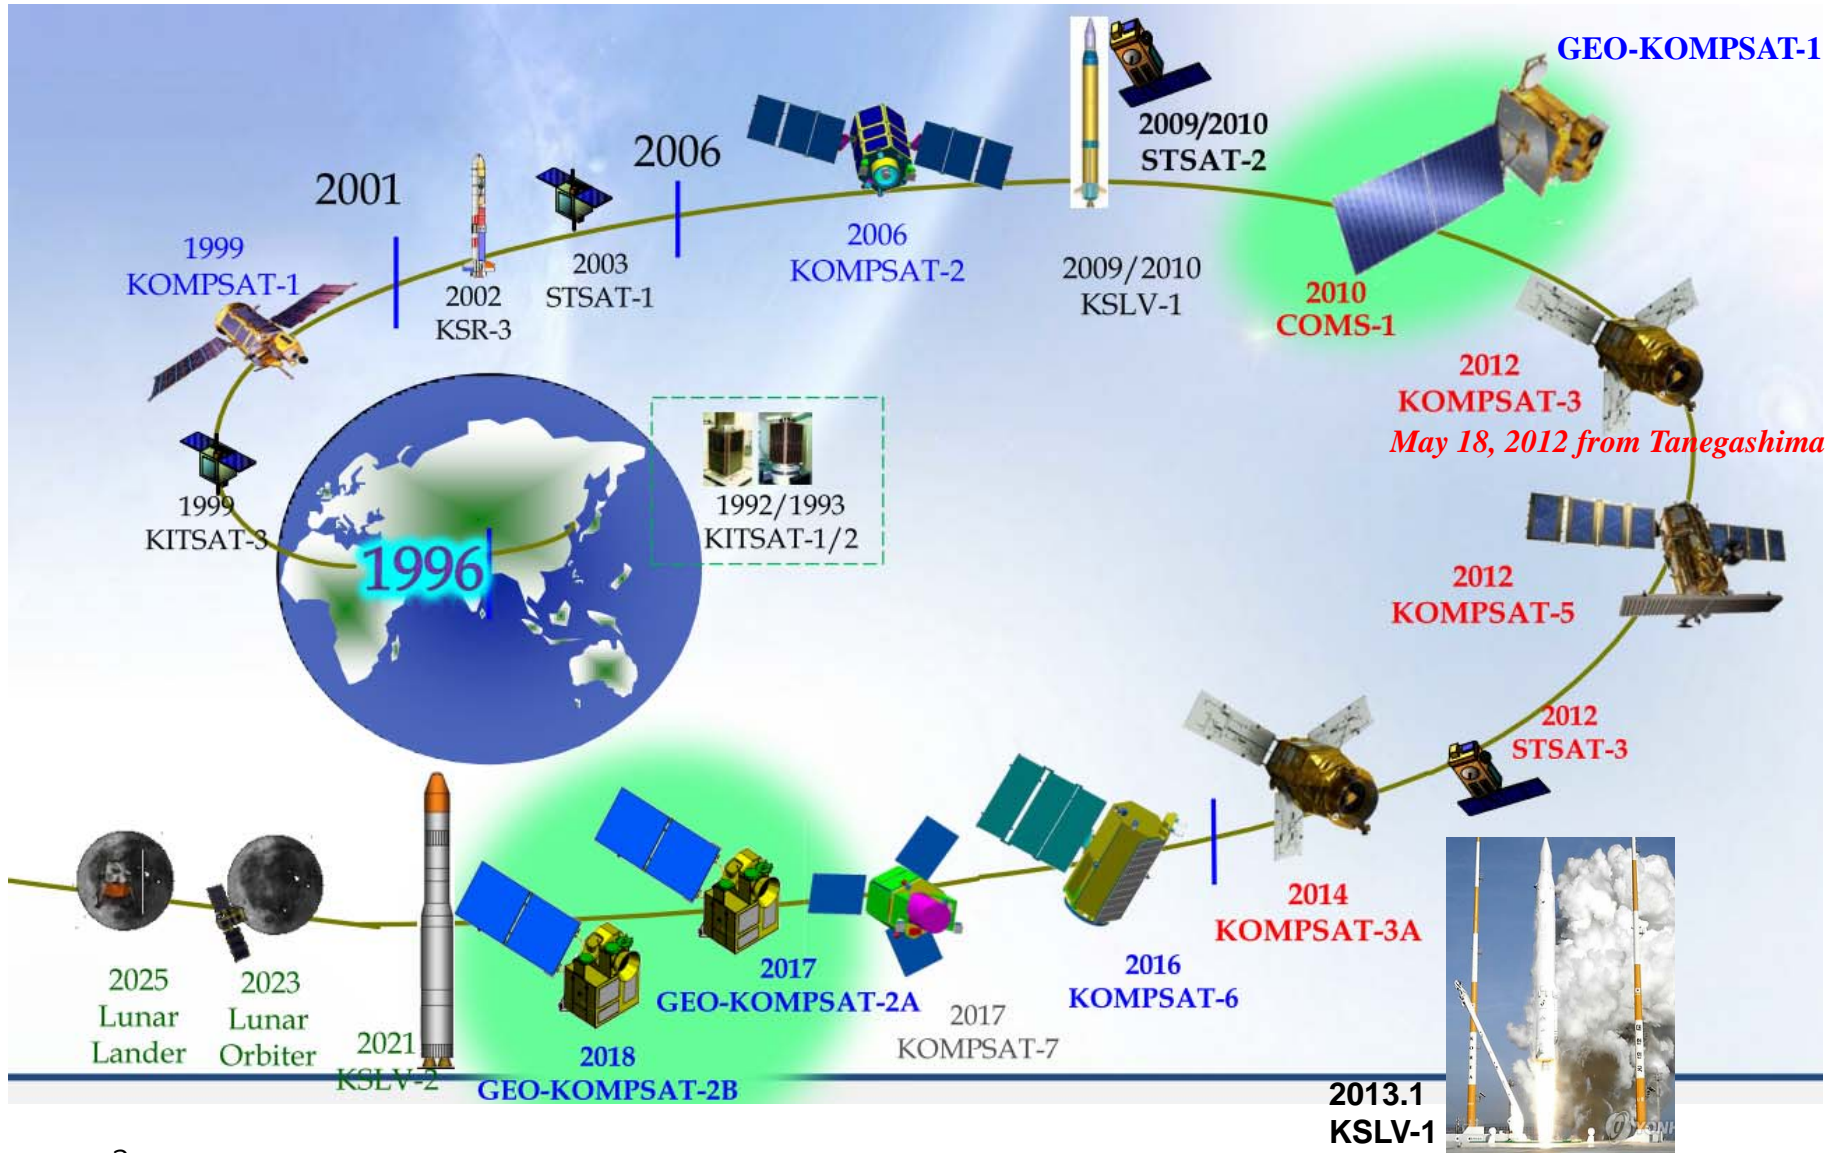 GEO-KOMPSAT-1
2009/2010
STSAT-2
2006
2001
1999
KOMPSAT-1
2002
KSR-3
2003
STSAT-1
2006
KOMPSAT-2
2009/2010
KSLV-1
2010
COMS-1
2012
KOMPSAT-3
May 18, 2012 from Tanegashima
1999
KITSAT-3
1996
1992/1993
KITSAT-1/2
2012
KOMPSAT-5
2012
STSAT-3
2014
KOMPSAT-3A
2016
KOMPSAT-6
2017
KOMPSAT-7
2017
GEO-KOMPSAT-2A
2018
GEO-KOMPSAT-2B
2021
KSLV-2
2023
Lunar
Orbiter
2025
Lunar
Lander
2013.1
KSLV-1